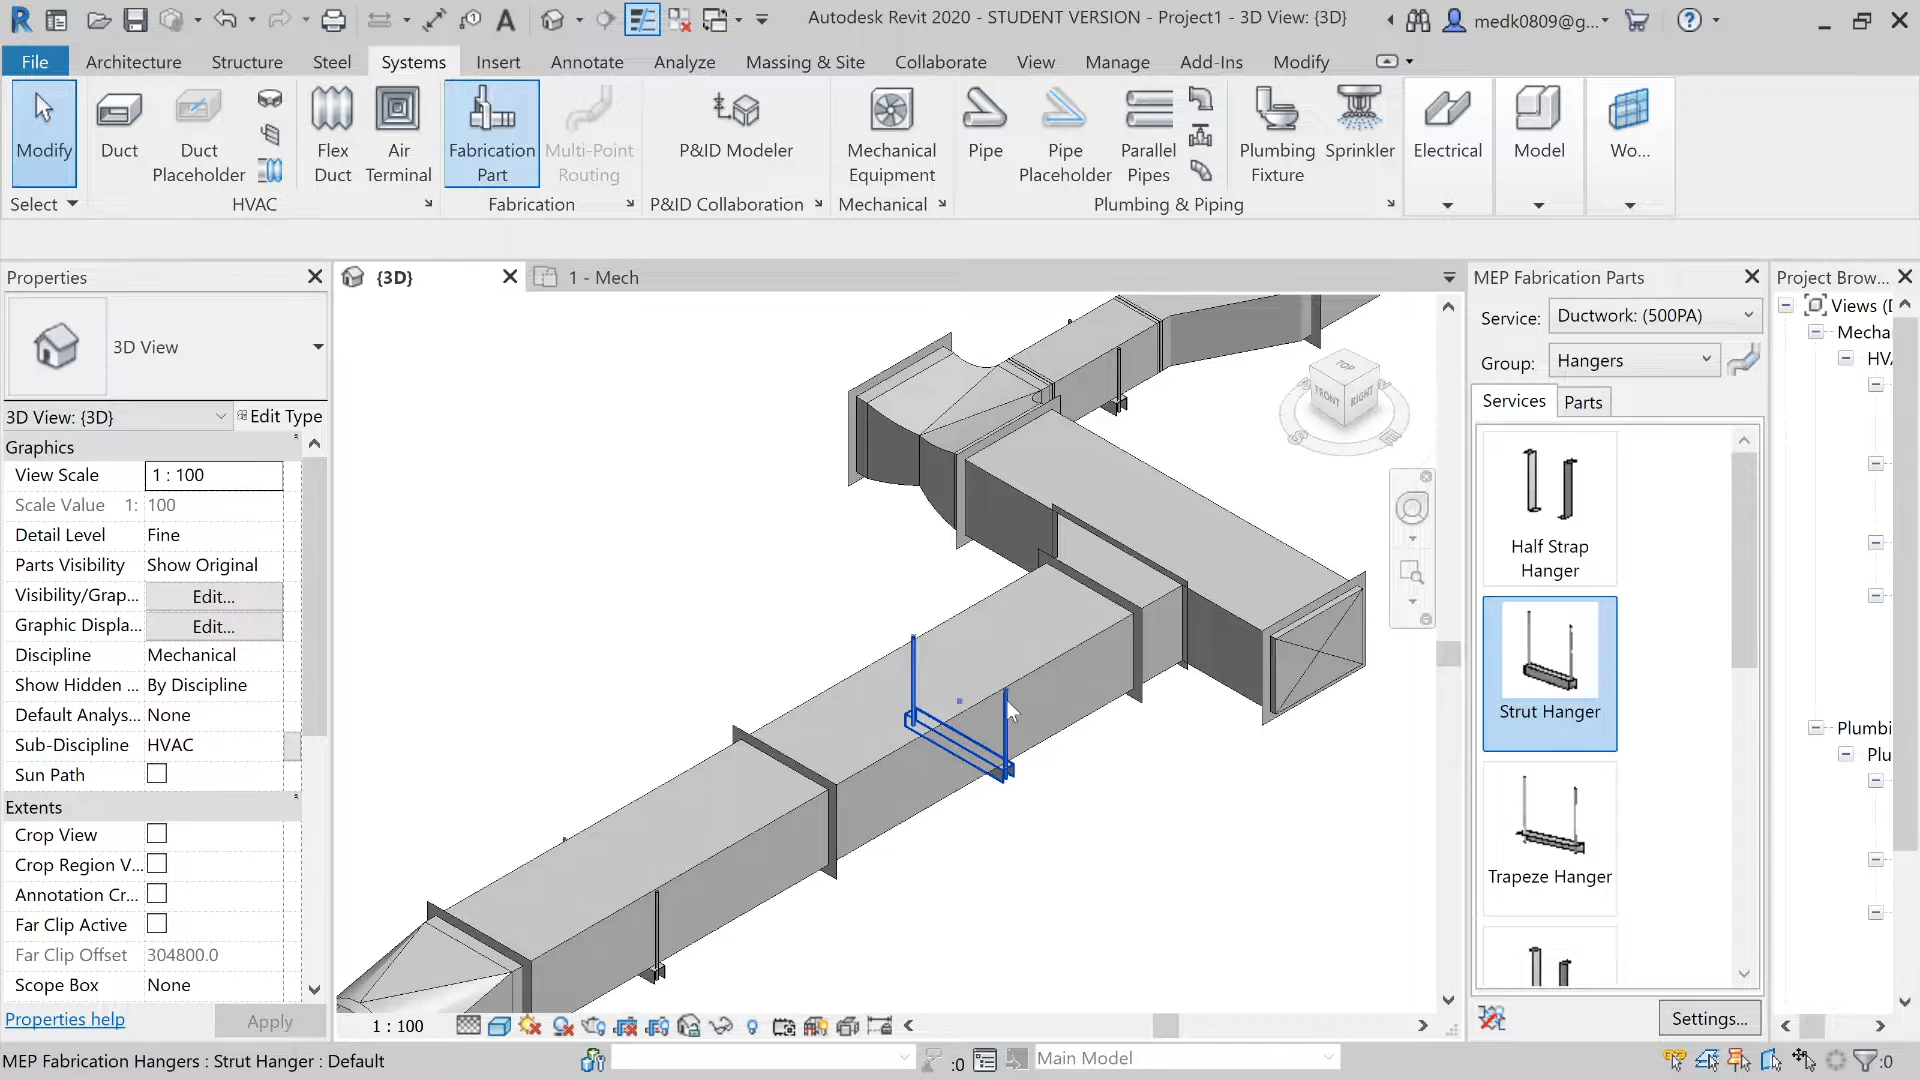 Autodesk Revit 2020 - STUDENT VERSION - Project1 - 3D View: {3D}
medk0809@g...
File Architecture Structure Steel Systems Insert Annotate Analyze Massing & Site Collaborate View Manage Add-Ins Modify
Modify
Duct
Duct Placeholder
Flex Duct
Air Terminal
Fabrication Part
Multi-Point Routing
P&ID Modeler
Mechanical Equipment
Pipe
Pipe Placeholder
Parallel Pipes
Plumbing Fixture
Sprinkler
Electrical
Model
Wo...
Select
HVAC
Fabrication
P&ID Collaboration
Mechanical
Plumbing & Piping
Properties
{3D}
1 - Mech
MEP Fabrication Parts
Project Brow...
3D View
3D View: {3D}
Edit Type
Graphics
View Scale 1 : 100
Scale Value 1: 100
Detail Level Fine
Parts Visibility Show Original
Visibility/Grap... Edit...
Graphic Displa... Edit...
Discipline Mechanical
Show Hidden ... By Discipline
Default Analys... None
Sub-Discipline HVAC
Sun Path
Extents
Crop View
Crop Region V...
Annotation Cr...
Far Clip Active
Far Clip Offset 304800.0
Scope Box None
Properties help
Apply
TOP
FRONT
RIGHT
S
E
Service: Ductwork: (500PA)
Group: Hangers
Services
Parts
Half Strap
Hanger
Strut Hanger
Trapeze Hanger
Settings...
Views (D
Mecha
HVA
Plumbi
Plu
1 : 100
MEP Fabrication Hangers : Strut Hanger : Default
:0
Main Model
:0